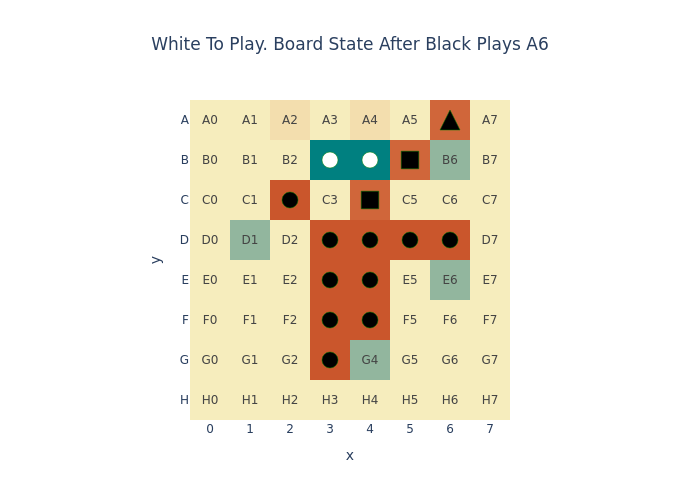 White To Play. Board State After Black Plays A6
A A0 A1 A2 A3 A4 A5 A7
B B0 B1 B2 B6 B7
C C0 C1 C3 C5 C6 C7
D D0 D1 D2 D7
E E0 E1 E2 E5 E6 E7
F F0 F1 F2 F5 F6 F7
G G0 G1 G2 G4 G5 G6 G7
H H0 H1 H2 H3 H4 H5 H6 H7
0 1 2 3 4 5 6 7
x
y